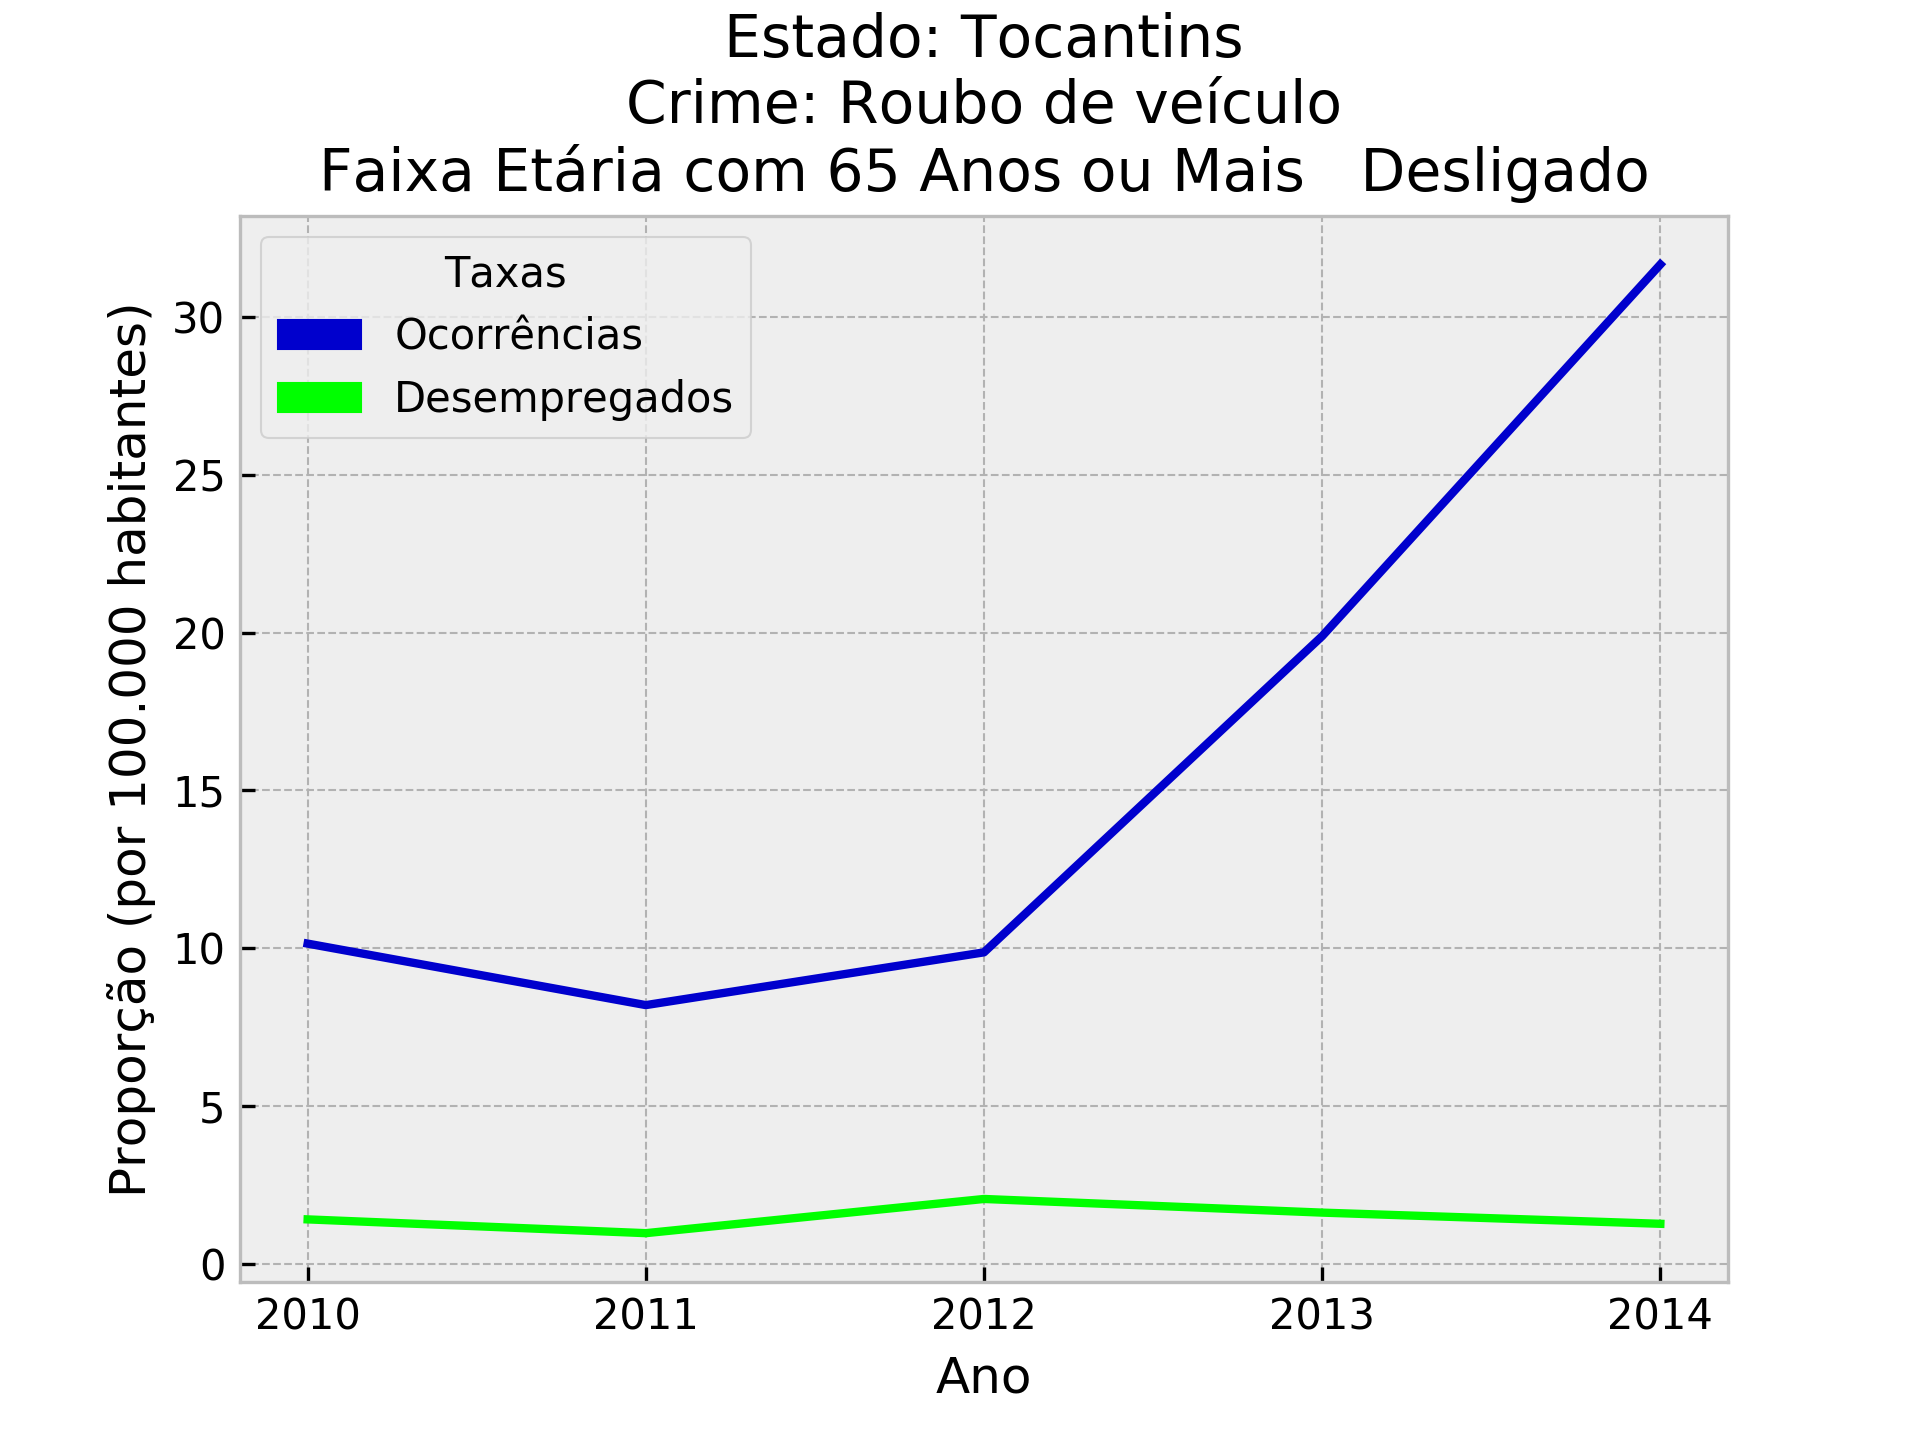 Estado: Tocantins
Crime: Roubo de veículo
Faixa Etária com 65 Anos ou Mais   Desligado
Taxas
Ocorrências
Desempregados
Proporção (por 100.000 habitantes)
30
25
20
15
10
5
0
2010 2011 2012 2013 2014
Ano